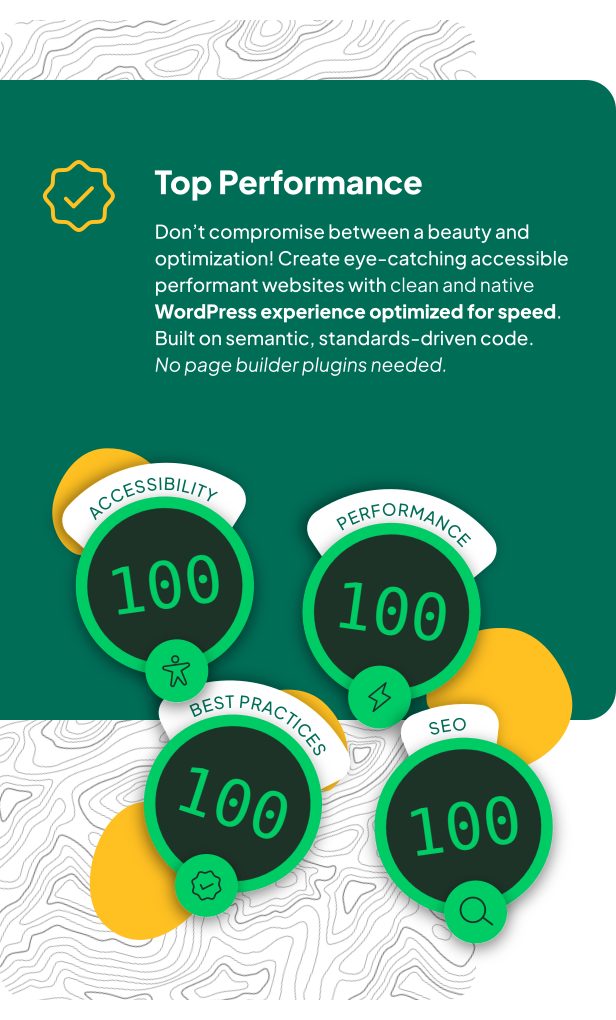 Top Performance
Don’t compromise between a beauty and
optimization! Create eye-catching accessible
performant websites with clean and native
WordPress experience optimized for speed.
Built on semantic, standards-driven code.
No page builder plugins needed.
ACCESSIBILITY
100
PERFORMANCE
100
BEST PRACTICES
100
SEO
100